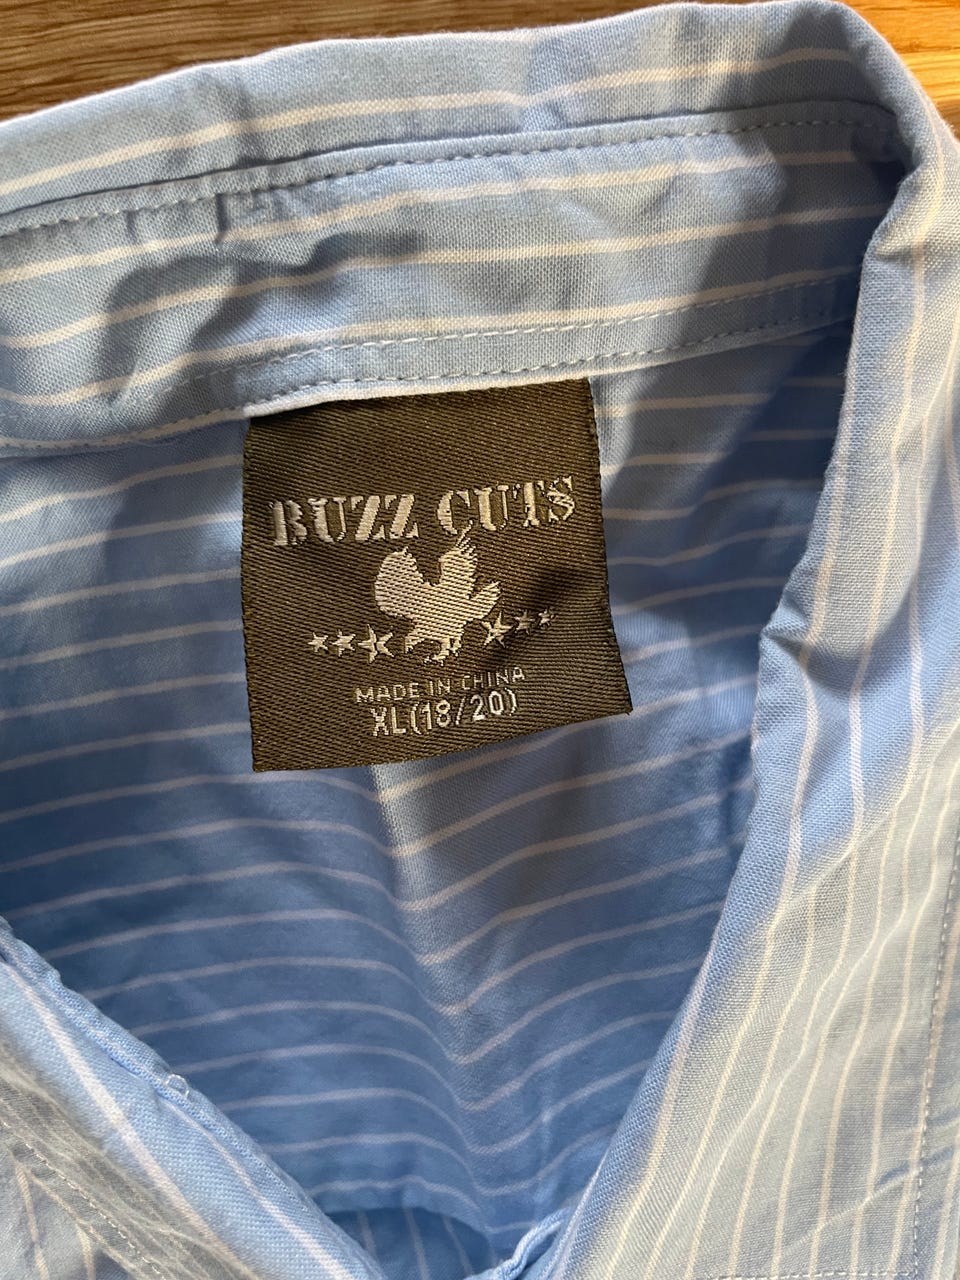 BUZZ CUTS
MADE IN CHINA
XL(18/20)